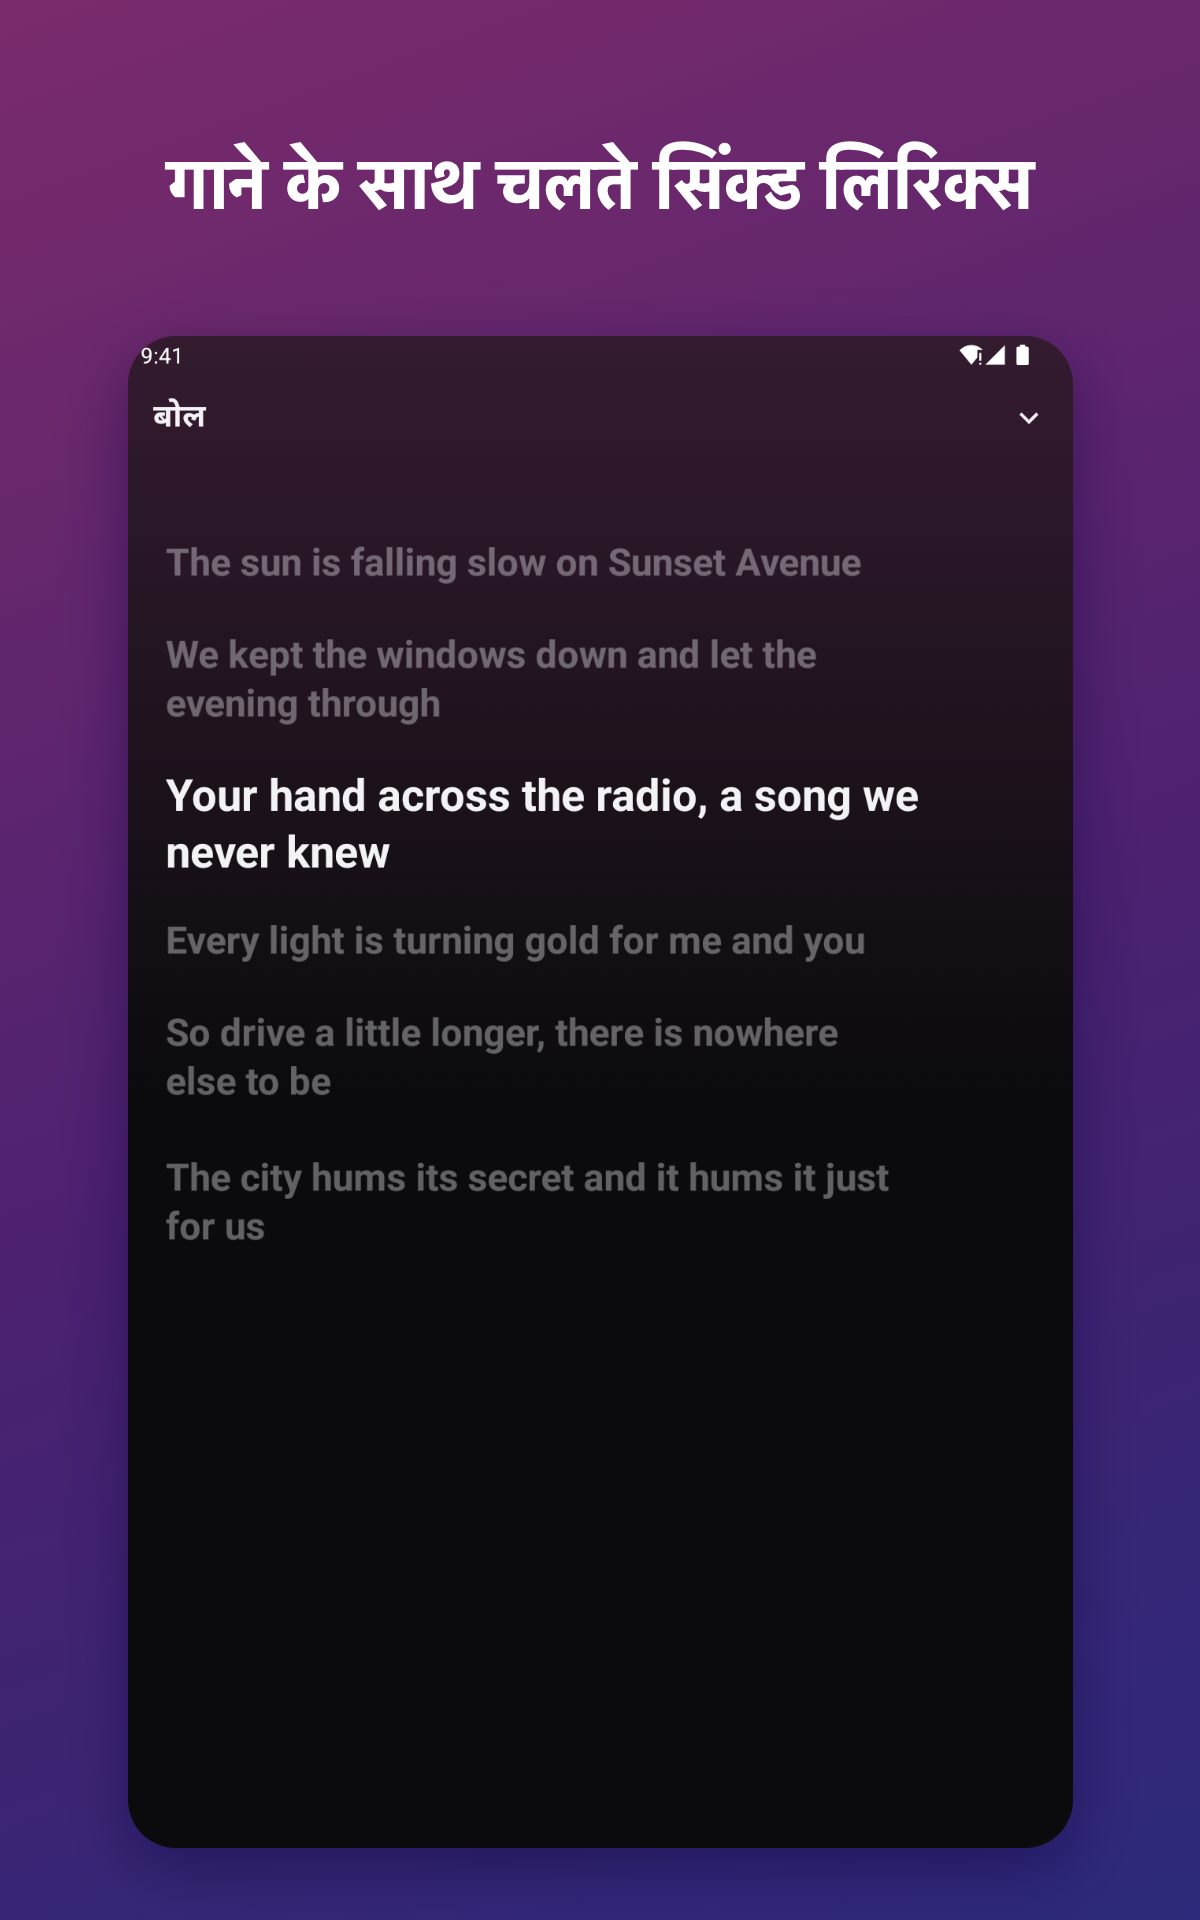 गाने के साथ चलते सिंक्ड लिरिक्स
9:41
बोल
The sun is falling slow on Sunset Avenue
We kept the windows down and let the
evening through
Your hand across the radio, a song we
never knew
Every light is turning gold for me and you
So drive a little longer, there is nowhere
else to be
The city hums its secret and it hums it just
for us